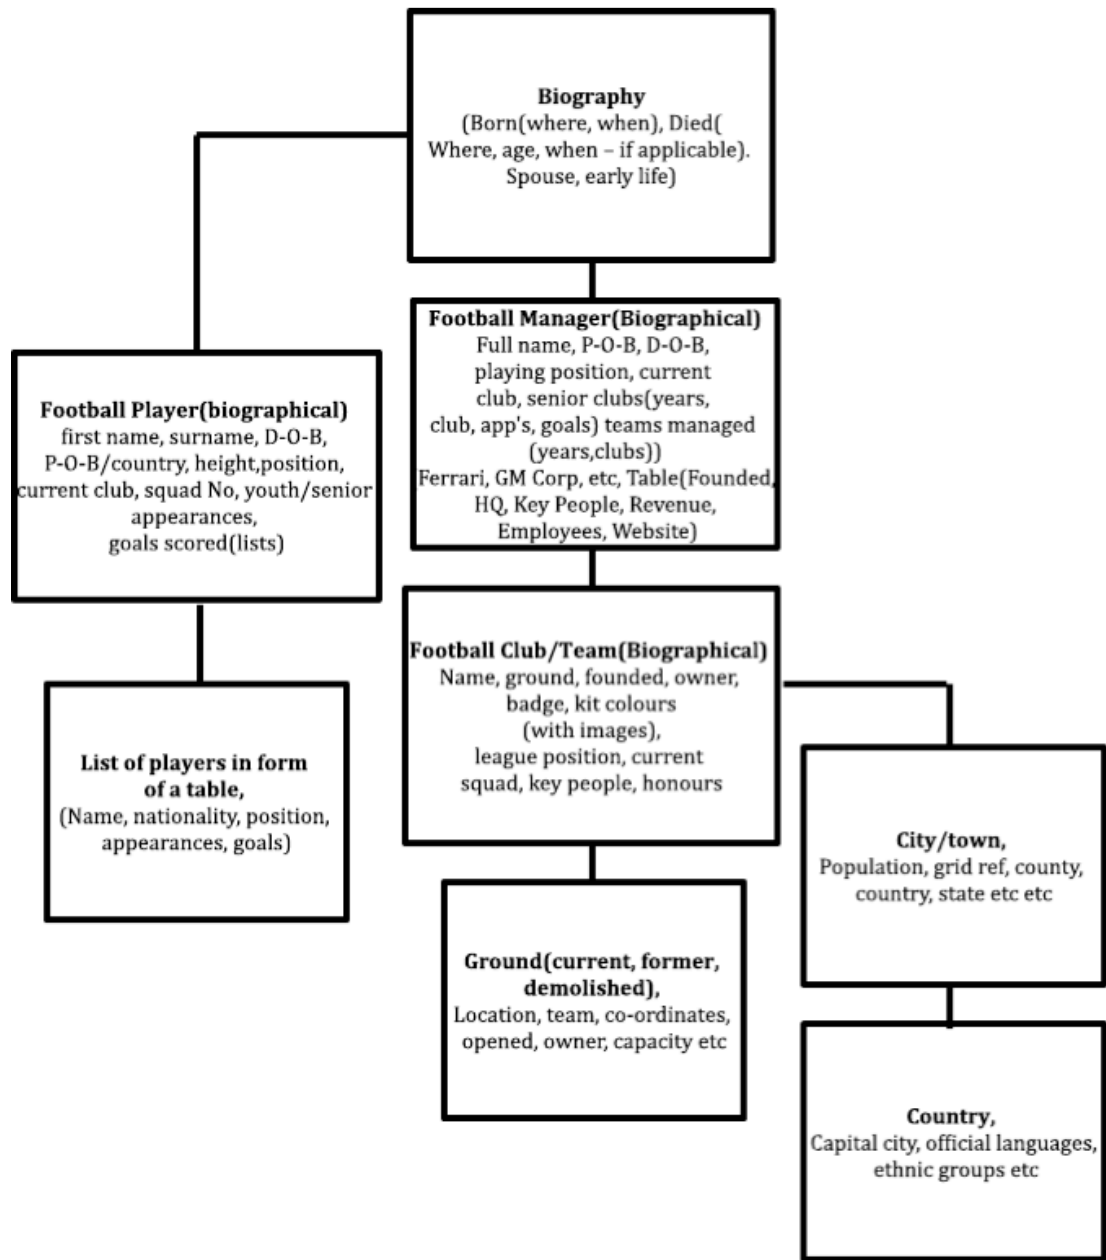 Biography
(Born(where, when), Died(
Where, age, when – if applicable).
Spouse, early life)
Football Manager(Biographical)
Full name, P-O-B, D-O-B,
playing position, current
club, senior clubs(years,
club, app's, goals) teams managed
(years,clubs))
Ferrari, GM Corp, etc, Table(Founded,
HQ, Key People, Revenue,
Employees, Website)
Football Player(biographical)
first name, surname, D-O-B,
P-O-B/country, height,position,
current club, squad No, youth/senior
appearances,
goals scored(lists)
Football Club/Team(Biographical)
Name, ground, founded, owner,
badge, kit colours
(with images),
league position, current
squad, key people, honours
List of players in form
of a table,
(Name, nationality, position,
appearances, goals)
City/town,
Population, grid ref, county,
country, state etc etc
Ground(current, former,
demolished),
Location, team, co-ordinates,
opened, owner, capacity etc
Country,
Capital city, official languages,
ethnic groups etc